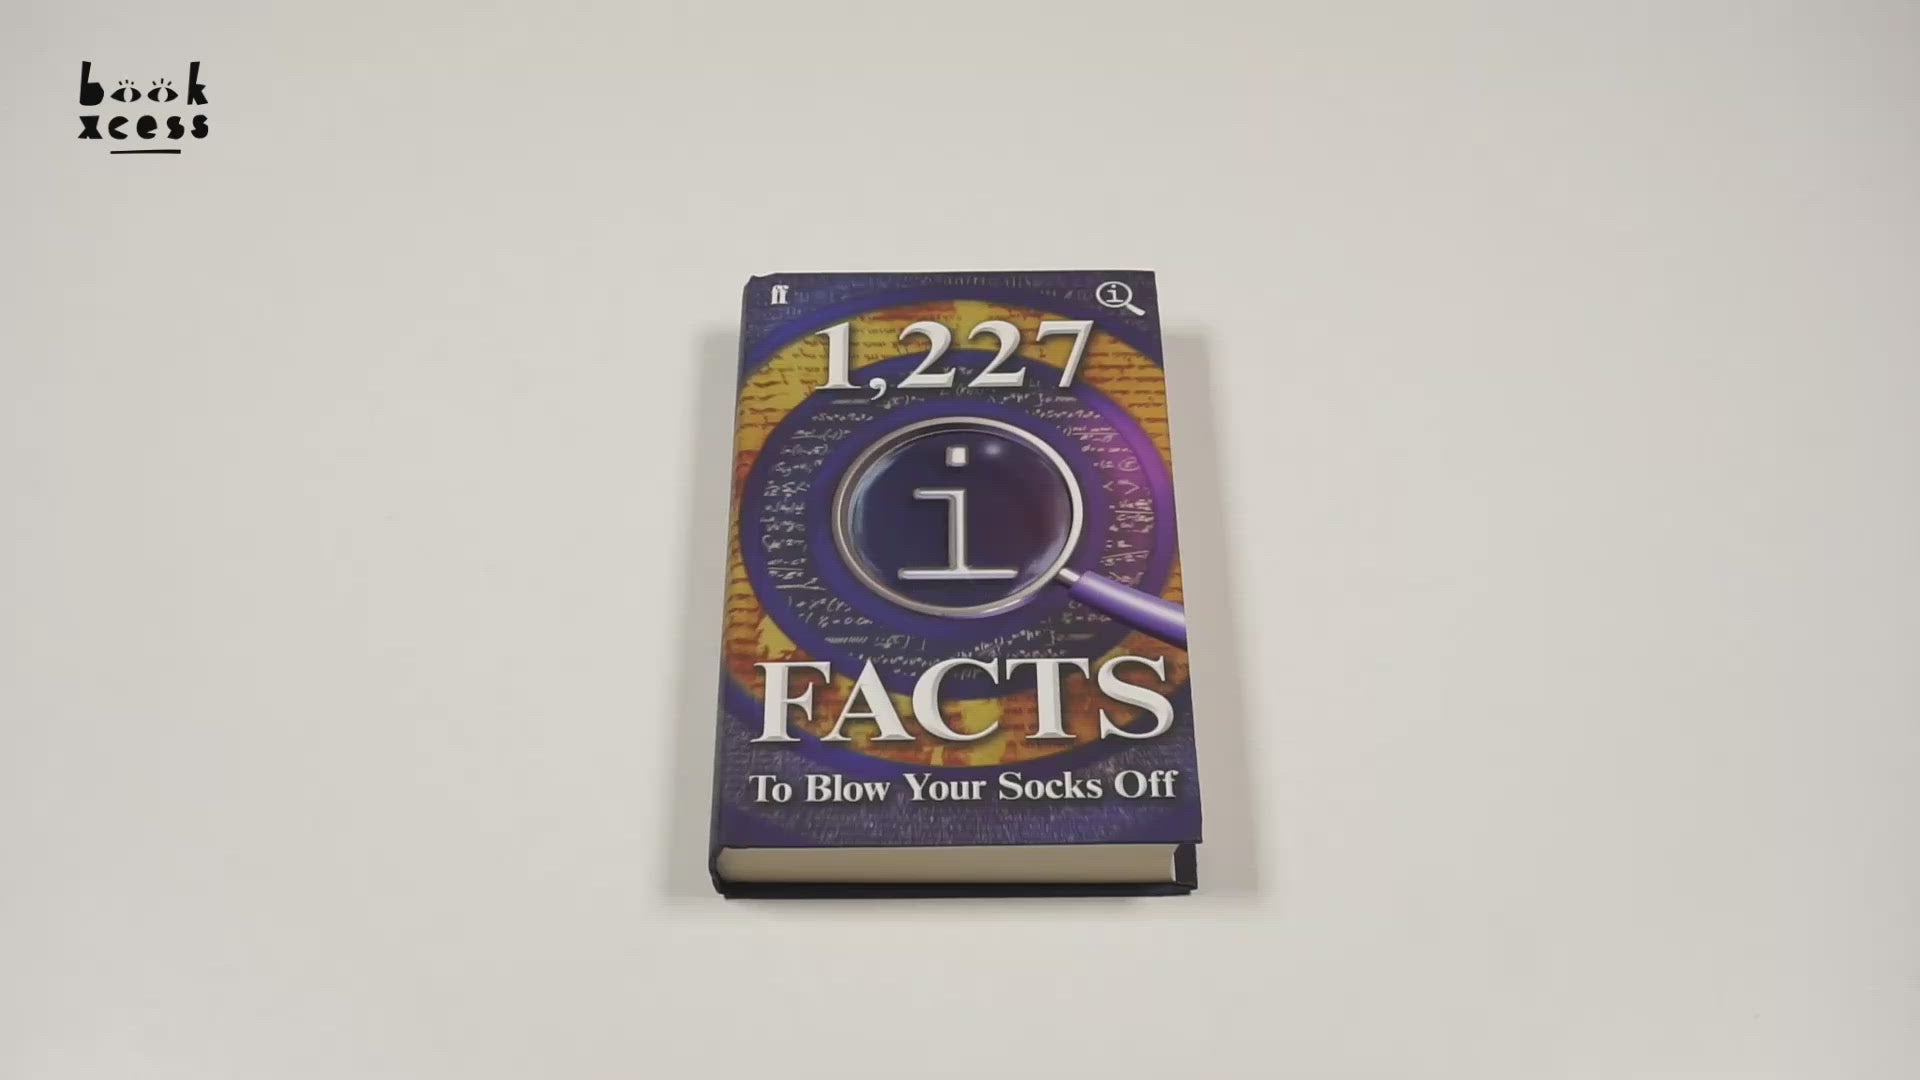 book
xcess
ff
i
1,227
i
FACTS
To Blow Your Socks Off